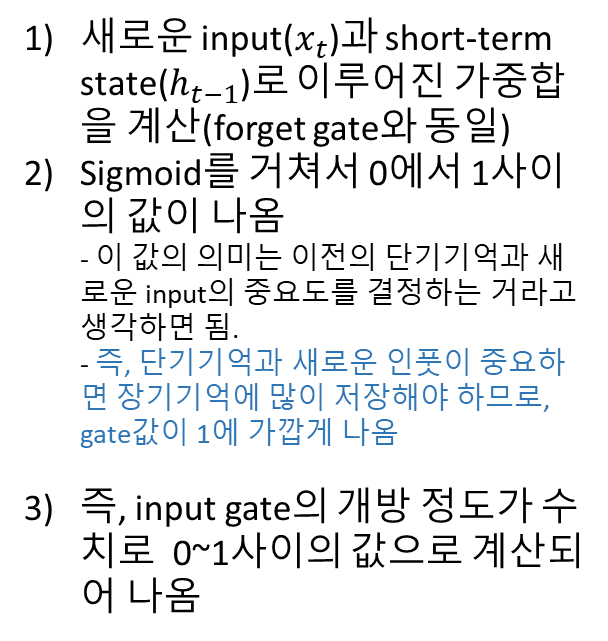 1) 새로운 input(x_t)과 short-term
state(h_{t-1})로 이루어진 가중합
을 계산(forget gate와 동일)
2) Sigmoid를 거쳐서 0에서 1사이
의 값이 나옴
- 이 값의 의미는 이전의 단기기억과 새
로운 input의 중요도를 결정하는 거라고
생각하면 됨.
- 즉, 단기기억과 새로운 인풋이 중요하
면 장기기억에 많이 저장해야 하므로,
gate값이 1에 가깝게 나옴
3) 즉, input gate의 개방 정도가 수
치로 0~1사이의 값으로 계산되
어 나옴